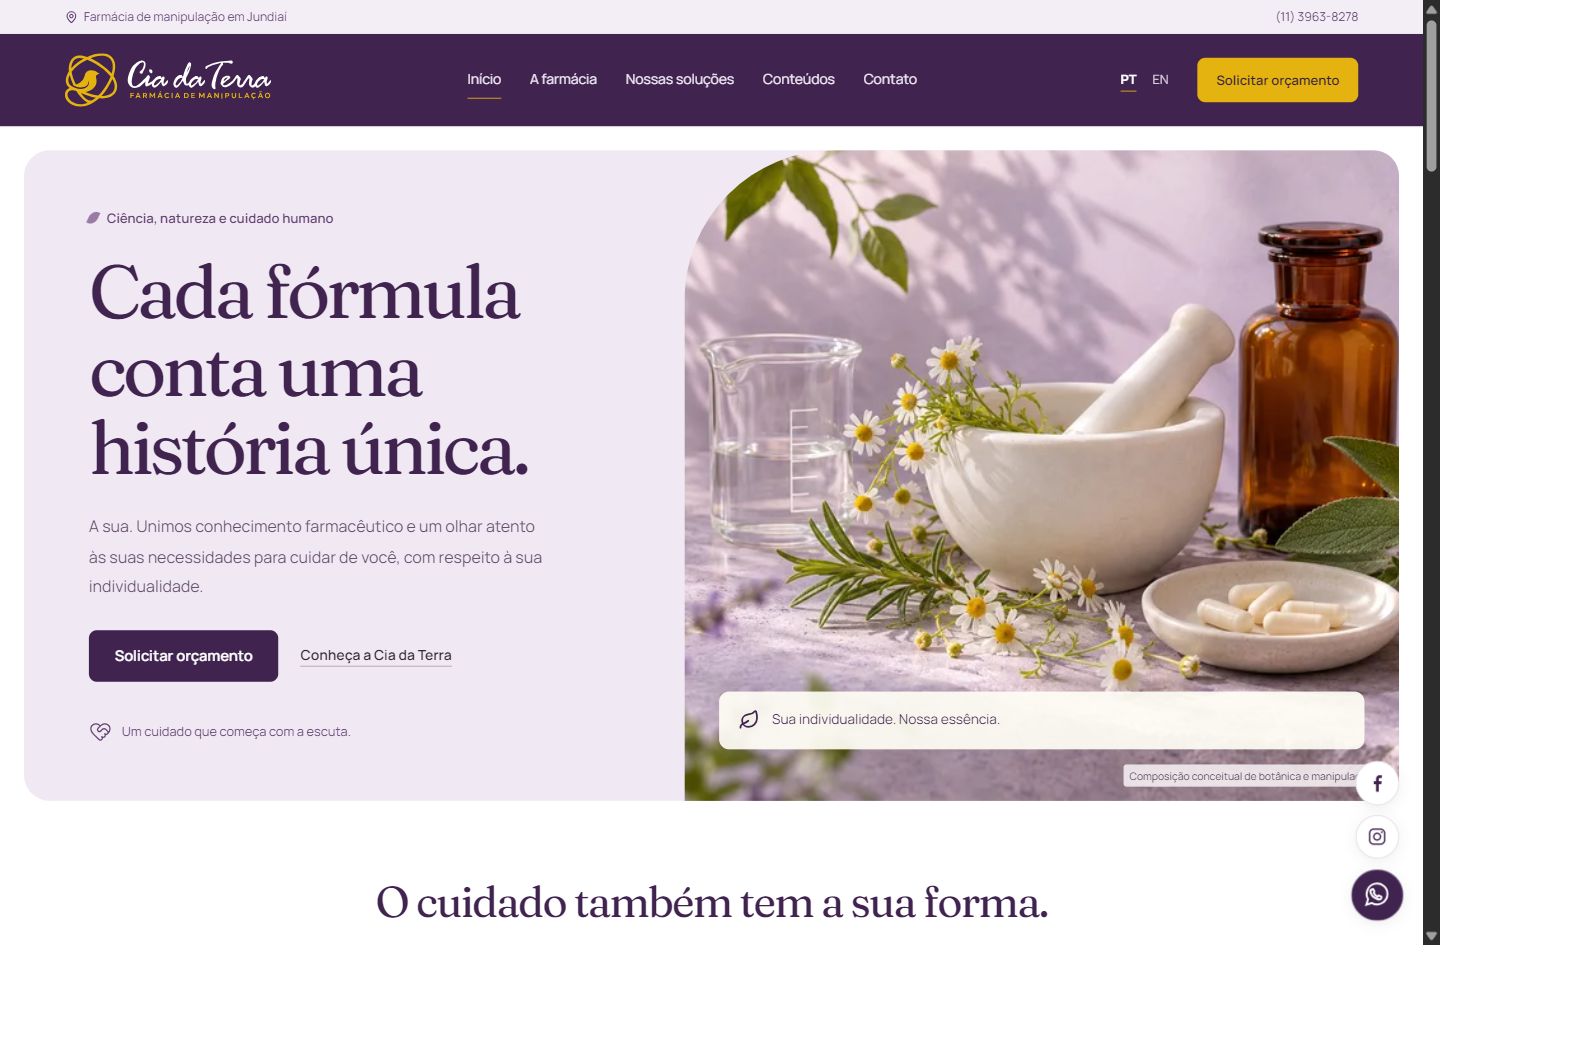 Farmácia de manipulação em Jundiaí
(11) 3963-8278
Cia da Terra
FARMÁCIA DE MANIPULAÇÃO
Início
A farmácia
Nossas soluções
Conteúdos
Contato
PT
EN
Solicitar orçamento
Ciência, natureza e cuidado humano
Cada fórmula
conta uma
história única.
A sua. Unimos conhecimento farmacêutico e um olhar atento
às suas necessidades para cuidar de você, com respeito à sua
individualidade.
Solicitar orçamento
Conheça a Cia da Terra
Um cuidado que começa com a escuta.
Sua individualidade. Nossa essência.
Composição conceitual de botânica e
O cuidado também tem a sua forma.